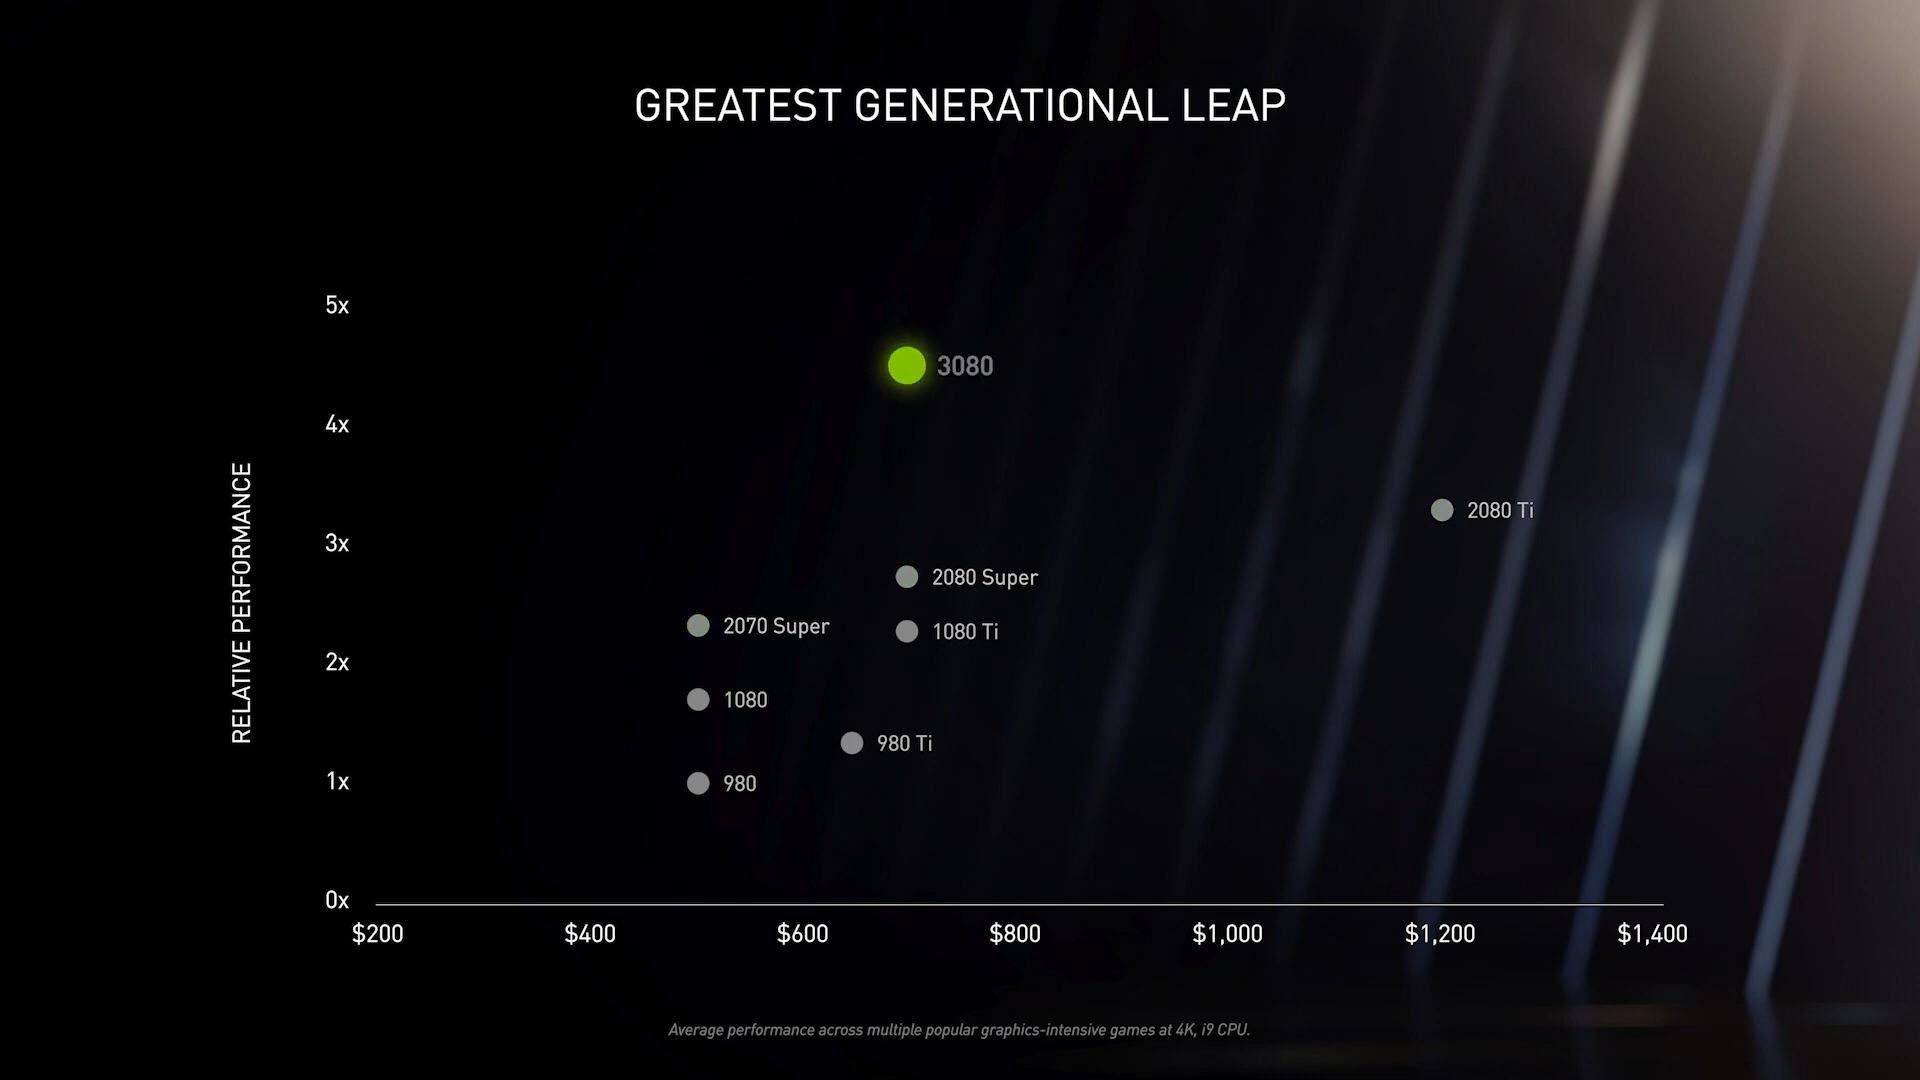 GREATEST GENERATIONAL LEAP
RELATIVE PERFORMANCE
5x
4x
3x
2x
1x
0x
3080
2080 Ti
2080 Super
2070 Super
1080 Ti
1080
980 Ti
980
$200 $400 $600 $800 $1,000 $1,200 $1,400
Average performance across multiple popular graphics-intensive games at 4K, i9 CPU.